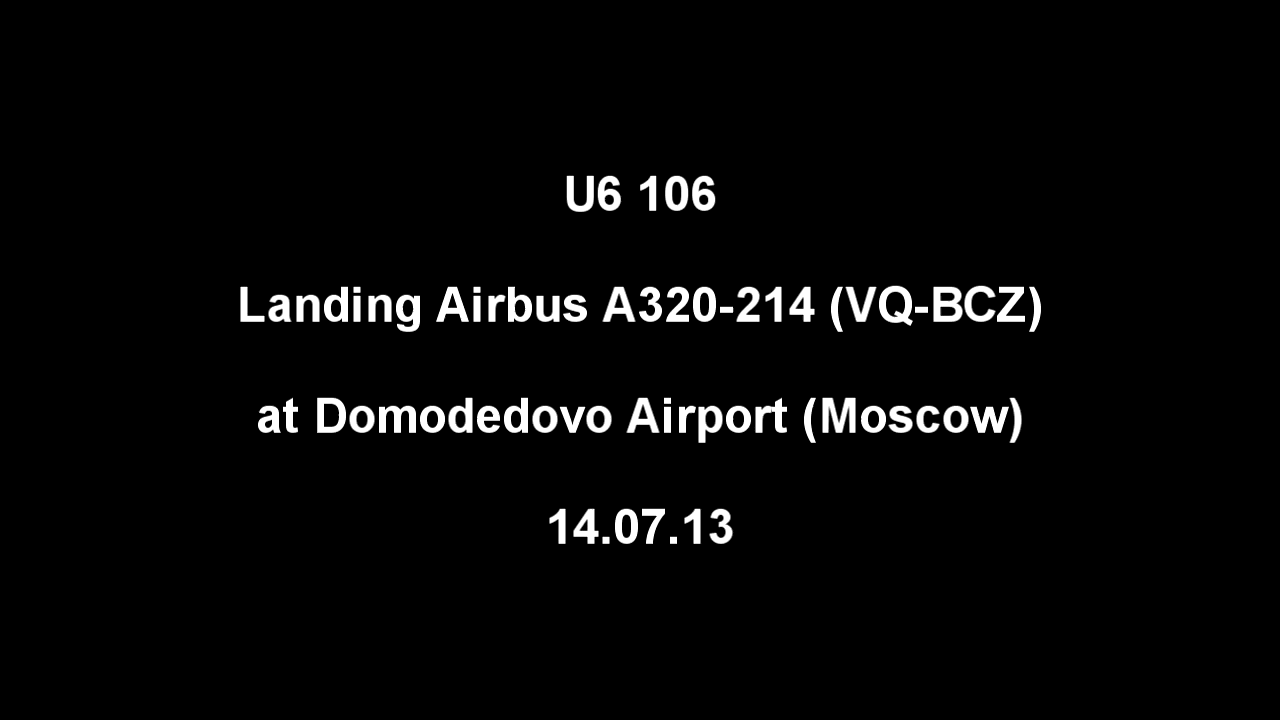 U6 106
Landing Airbus A320-214 (VQ-BCZ)
at Domodedovo Airport (Moscow)
14.07.13